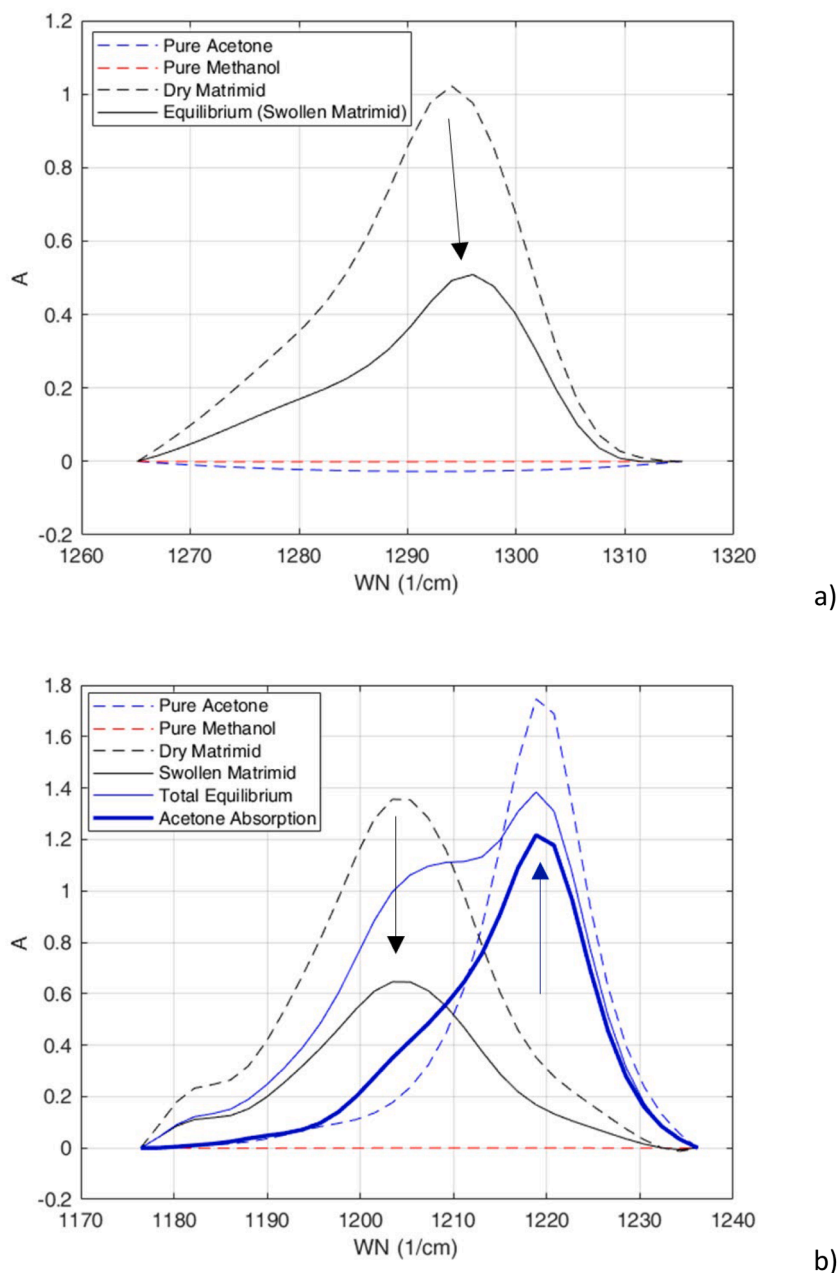 1.2
Pure Acetone
Pure Methanol
Dry Matrimid
Equilibrium (Swollen Matrimid)
1
0.8
0.6
A
0.4
0.2
0
-0.2
1260 1270 1280 1290 1300 1310 1320
WN (1/cm)
a)
1.8
Pure Acetone
Pure Methanol
Dry Matrimid
Swollen Matrimid
Total Equilibrium
Acetone Absorption
1.6
1.4
1.2
1
0.8
A
0.6
0.4
0.2
0
-0.2
1170 1180 1190 1200 1210 1220 1230 1240
WN (1/cm)
b)